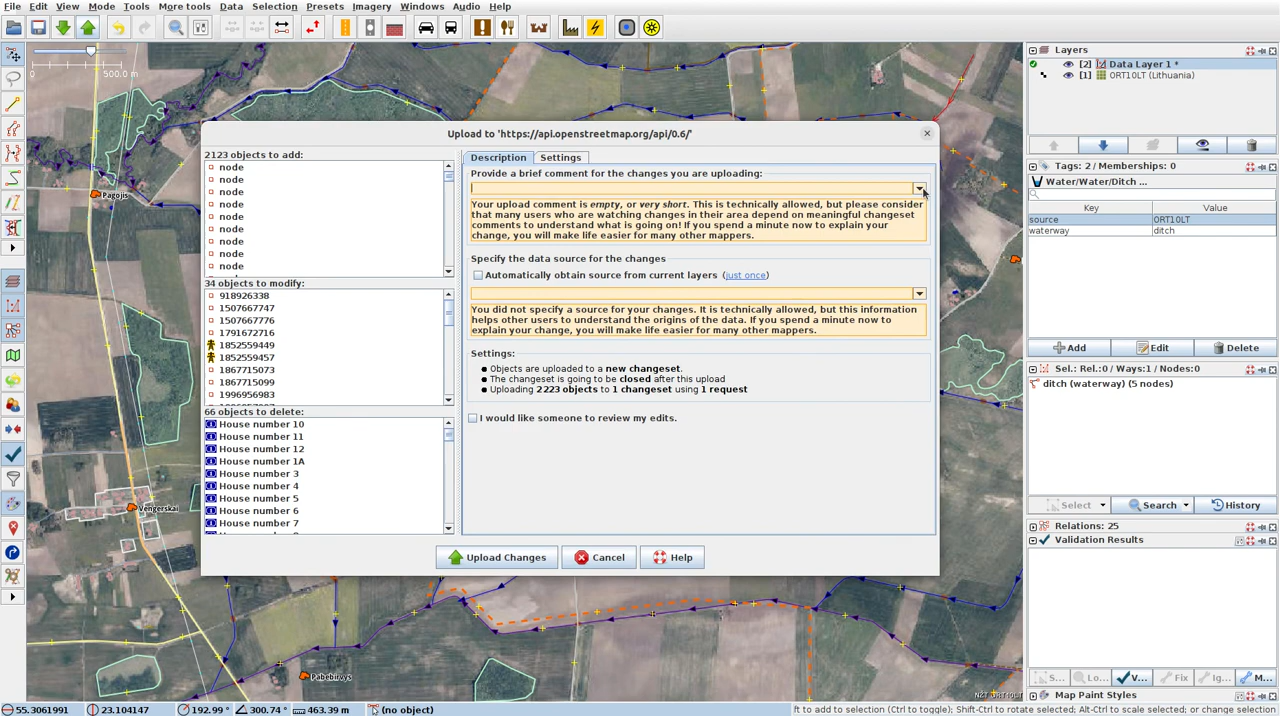 File Edit View Mode Tools More tools Data Selection Presets Imagery Windows Audio Help
0 500.0 m
Pagojis
Vengerskai
Pabebirvys
NŽT ORT10LT
Upload to 'https://api.openstreetmap.org/api/0.6/'
2123 objects to add:
node
node
node
node
node
node
node
node
node
34 objects to modify:
918926338
1507667747
1507667776
1791672716
1852559449
1852559457
1867715073
1867715099
1996956983
66 objects to delete:
House number 10
House number 11
House number 12
House number 1A
House number 3
House number 4
House number 5
House number 6
House number 7
Description Settings
Provide a brief comment for the changes you are uploading:
Your upload comment is empty, or very short. This is technically allowed, but please consider
that many users who are watching changes in their area depend on meaningful changeset
comments to understand what is going on! If you spend a minute now to explain your
change, you will make life easier for many other mappers.
Specify the data source for the changes
Automatically obtain source from current layers (just once)
You did not specify a source for your changes. It is technically allowed, but this information
helps other users to understand the origins of the data. If you spend a minute now to
explain your change, you will make life easier for many other mappers.
Settings:
Objects are uploaded to a new changeset.
The changeset is going to be closed after this upload
Uploading 2223 objects to 1 changeset using 1 request
I would like someone to review my edits.
Upload Changes Cancel Help
Layers
[2] Data Layer 1 *
[1] ORT10LT (Lithuania)
Tags: 2 / Memberships: 0
Water/Water/Ditch ...
Key Value
source ORT10LT
waterway ditch
Add Edit Delete
Sel.: Rel.:0 / Ways:1 / Nodes:0
ditch (waterway) (5 nodes)
Select Search History
Relations: 25
Validation Results
S... Lo... V... Fix Ig... M...
Map Paint Styles
55.3061991 23.104147 192.99 ° 300.74 ° 463.39 m (no object) ft to add to selection (Ctrl to toggle); Shift-Ctrl to rotate selected; Alt-Ctrl to scale selected; or change selection